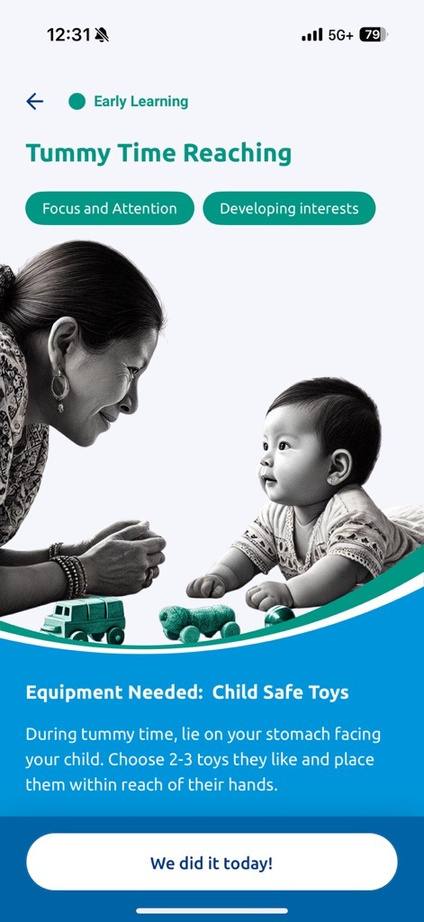 12:31 5G+ 79
Early Learning
Tummy Time Reaching
Focus and Attention Developing interests
Equipment Needed: Child Safe Toys
During tummy time, lie on your stomach facing
your child. Choose 2-3 toys they like and place
them within reach of their hands.
We did it today!